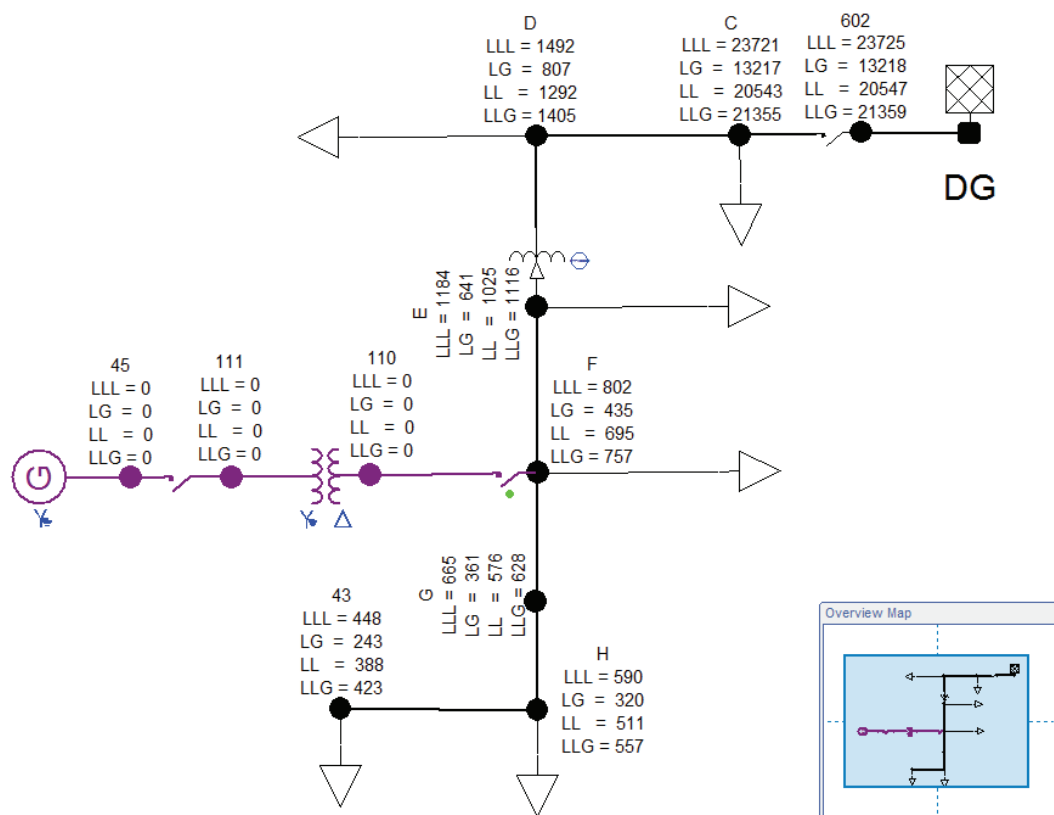 D
LLL = 1492
LG = 807
LL = 1292
LLG = 1405
C
LLL = 23721
LG = 13217
LL = 20543
LLG = 21355
602
LLL = 23725
LG = 13218
LL = 20547
LLG = 21359
DG
E
LLL = 1184
LG = 641
LL = 1025
LLG = 1116
45
LLL = 0
LG = 0
LL = 0
LLG = 0
111
LLL = 0
LG = 0
LL = 0
LLG = 0
110
LLL = 0
LG = 0
LL = 0
LLG = 0
F
LLL = 802
LG = 435
LL = 695
LLG = 757
G
Y
Y Δ
G
LLL = 665
LG = 361
LL = 576
LLG = 628
43
LLL = 448
LG = 243
LL = 388
LLG = 423
H
LLL = 590
LG = 320
LL = 511
LLG = 557
Overview Map